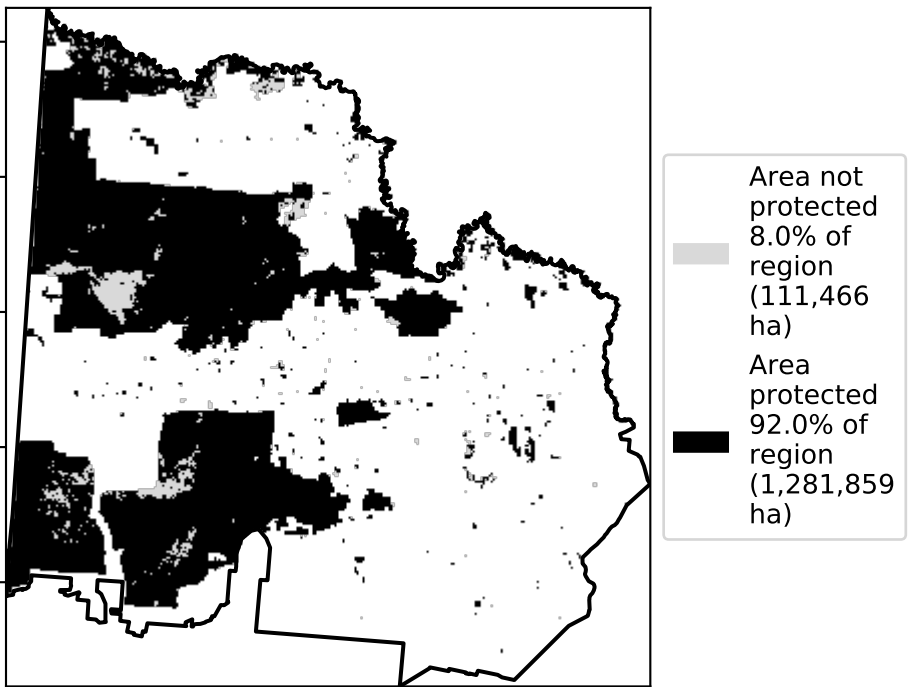 Area not
protected
8.0% of
region
(111,466
ha)
Area
protected
92.0% of
region
(1,281,859
ha)